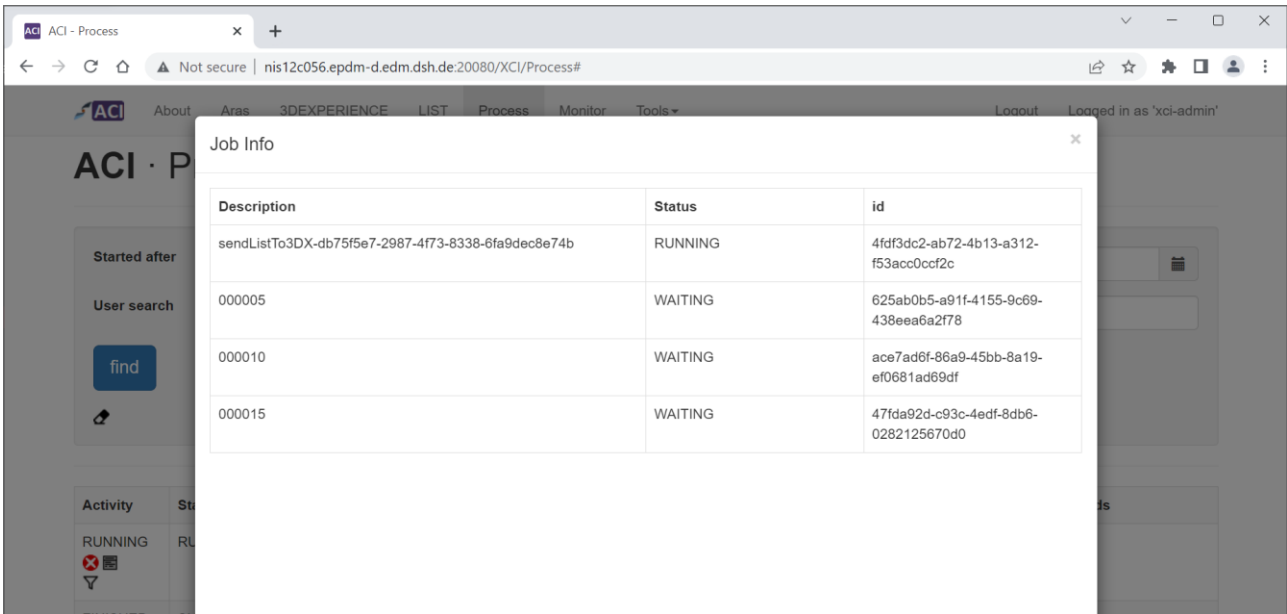 ACI ACI - Process
Not secure | nis12c056.epdm-d.edm.dsh.de:20080/XCI/Process#
ACI About Aras 3DEXPERIENCE LIST Process Monitor Tools Logout Logged in as 'xci-admin'
ACI · P
Job Info
Description Status id
sendListTo3DX-db75f5e7-2987-4f73-8338-6fa9dec8e74b RUNNING 4fdf3dc2-ab72-4b13-a312-
f53acc0ccf2c
000005 WAITING 625ab0b5-a91f-4155-9c69-
438eea6a2f78
000010 WAITING ace7ad6f-86a9-45bb-8a19-
ef0681ad69df
000015 WAITING 47fda92d-c93c-4edf-8db6-
0282125670d0
Started after
User search
find
Activity Sta ds
RUNNING RU